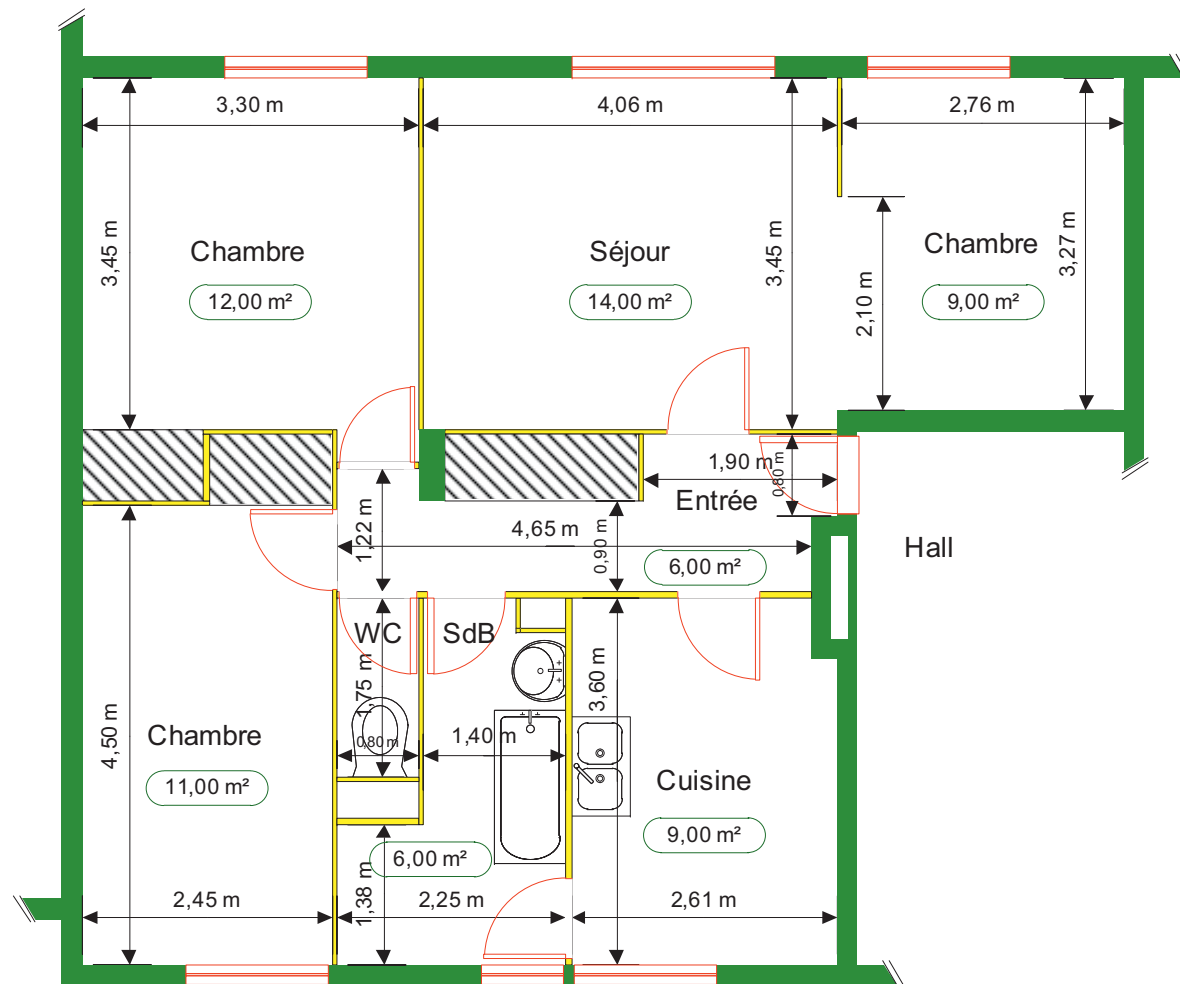 3,30 m
4,06 m
2,76 m
3,45 m
Chambre
12,00 m²
Séjour
14,00 m²
3,45 m
2,10 m
Chambre
9,00 m²
3,27 m
1,90 m
0,80 m
Entrée
1,22 m
4,65 m
0,90 m
6,00 m²
Hall
WC
SdB
1,75 m
3,60 m
4,50 m
Chambre
11,00 m²
0,80 m
1,40 m
Cuisine
9,00 m²
6,00 m²
1,38 m
2,45 m
2,25 m
2,61 m